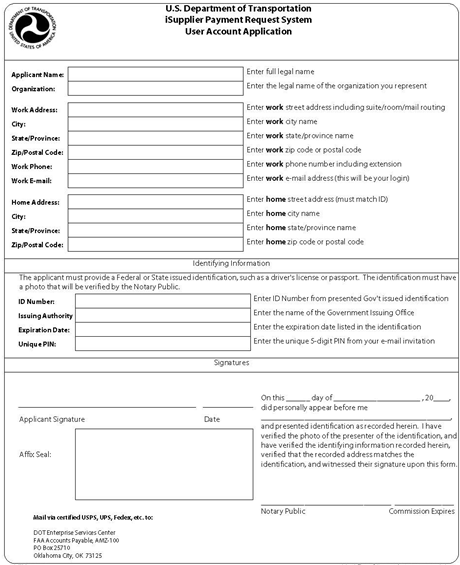 DEPARTMENT OF TRANSPORTATION
UNITED STATES OF AMERICA
U.S. Department of Transportation
iSupplier Payment Request System
User Account Application
Applicant Name: Enter full legal name
Organization: Enter the legal name of the organization you represent
Work Address: Enter work street address including suite/room/mail routing
City: Enter work city name
State/Province: Enter work state/province name
Zip/Postal Code: Enter work zip code or postal code
Work Phone: Enter work phone number including extension
Work E-mail: Enter work e-mail address (this will be your login)
Home Address: Enter home street address (must match ID)
City: Enter home city name
State/Province: Enter home state/province name
Zip/Postal Code: Enter home zip code or postal code
Identifying Information
The applicant must provide a Federal or State issued identification, such as a driver's license or passport. The identification must have
a photo that will be verified by the Notary Public.
ID Number: Enter ID Number from presented Gov't issued identification
Issuing Authority Enter the name of the Government Issuing Office
Expiration Date: Enter the expiration date listed in the identification
Unique PIN: Enter the unique 5-digit PIN from your e-mail invitation
Signatures
On this ______ day of ____________________ , 20____,
did personally appear before me
Applicant Signature Date
and presented identification as recorded herein. I have
verified the photo of the presenter of the identification, and
have verified the identifying information recorded herein,
verified that the recorded address matches the
identification, and witnessed their signature upon this form.
Affix Seal:
Notary Public Commission Expires
Mail via certified USPS, UPS, Fedex, etc. to:
DOT Enterprise Services Center
FAA Accounts Payable, AMZ-100
PO Box 25710
Oklahoma City, OK 73125